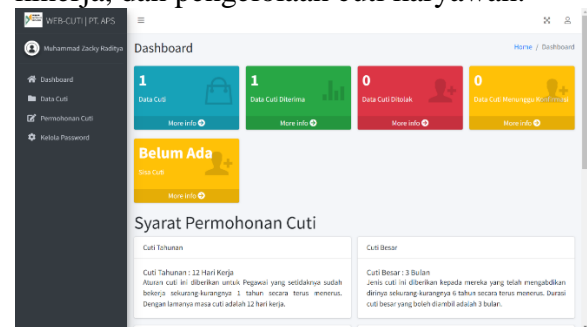 kinerja, dan pengelolaan cuti karyawan.
WEB-CUTI | PT. APS
Muhammad Zacky Raditya
Dashboard
Data Cuti
Permohonan Cuti
Kelola Password
Dashboard
Home / Dashboard
1
Data Cuti
More info
1
Data Cuti Diterima
More info
0
Data Cuti Ditolak
More info
0
Data Cuti Menunggu
More info
Belum Ada
Sisa Cuti
More info
Syarat Permohonan Cuti
Cuti Tahunan
Cuti Tahunan : 12 Hari Kerja
Aturan cuti ini diberikan untuk Pegawai yang setidaknya sudah
bekerja sekurang-kurangnya 1 tahun secara terus menerus.
Dengan lamanya masa cuti adalah 12 hari kerja.
Cuti Besar
Cuti Besar : 3 Bulan
Jenis cuti ini diberikan kepada mereka yang telah mengabdikan
dirinya sekurang-kurangnya 6 tahun secara terus menerus. Durasi
cuti besar yang boleh diambil adalah 3 bulan.